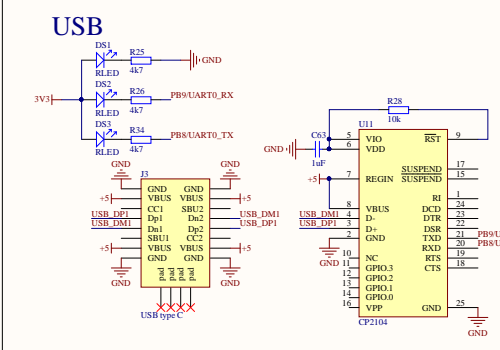 USB
DS1
RLED
R25
4k7
GND
DS2
RLED
R26
4k7
PB9/UART0_RX
3V3
DS3
RLED
R34
4k7
PB8/UART0_TX
J3
GND GND
+5 VBUS VBUS +5
CC1 SBU2
USB_DP1 Dp1 Dn2 USB_DM1
USB_DM1 Dn1 Dp2 USB_DP1
SBU1 CC2
+5 VBUS VBUS +5
GND GND
GND GND
GND GND
pad pad pad pad
USB type C
R28
10k
U11
C63
1uF
GND
5 VIO RST 9
6 VDD
SUSPEND 17
+5 7 REGIN SUSPEND 15
RI 1
8 VBUS DCD 24
USB_DM1 4 D- DTR 23
USB_DP1 3 D+ DSR 22
2 GND TXD 21 PB9/U
RXD 20 PB8/U
GND
10 NC RTS 19
11 GPIO.3 CTS 18
12 GPIO.2
13 GPIO.1
14 GPIO.0
16 VPP GND 25
CP2104
GND